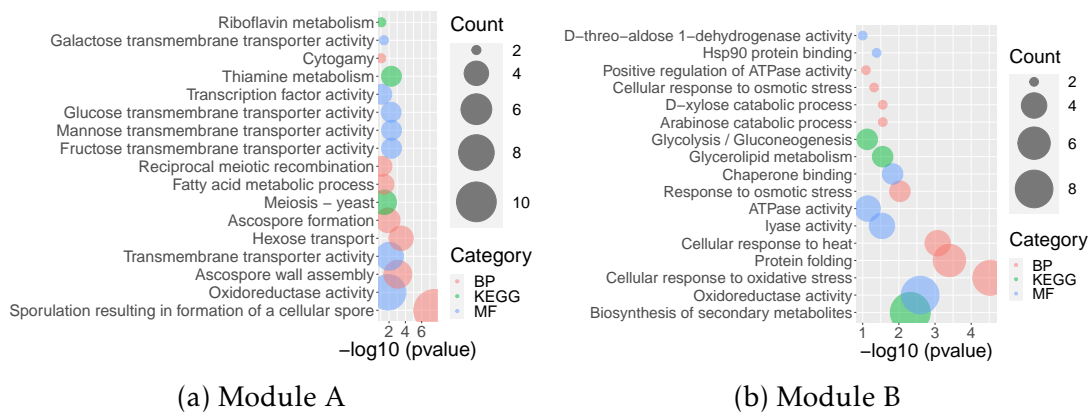 Riboflavin metabolism
Galactose transmembrane transporter activity
Cytogamy
Thiamine metabolism
Transcription factor activity
Glucose transmembrane transporter activity
Mannose transmembrane transporter activity
Fructose transmembrane transporter activity
Reciprocal meiotic recombination
Fatty acid metabolic process
Meiosis − yeast
Ascospore formation
Hexose transport
Transmembrane transporter activity
Ascospore wall assembly
Oxidoreductase activity
Sporulation resulting in formation of a cellular spore
2 4 6
−log10 (pvalue)
Count
2
4
6
8
10
Category
BP
KEGG
MF
(a) Module A
D−threo−aldose 1−dehydrogenase activity
Hsp90 protein binding
Positive regulation of ATPase activity
Cellular response to osmotic stress
D−xylose catabolic process
Arabinose catabolic process
Glycolysis / Gluconeogenesis
Glycerolipid metabolism
Chaperone binding
Response to osmotic stress
ATPase activity
lyase activity
Cellular response to heat
Protein folding
Cellular response to oxidative stress
Oxidoreductase activity
Biosynthesis of secondary metabolites
1 2 3 4
−log10 (pvalue)
Count
2
4
6
8
Category
BP
KEGG
MF
(b) Module B